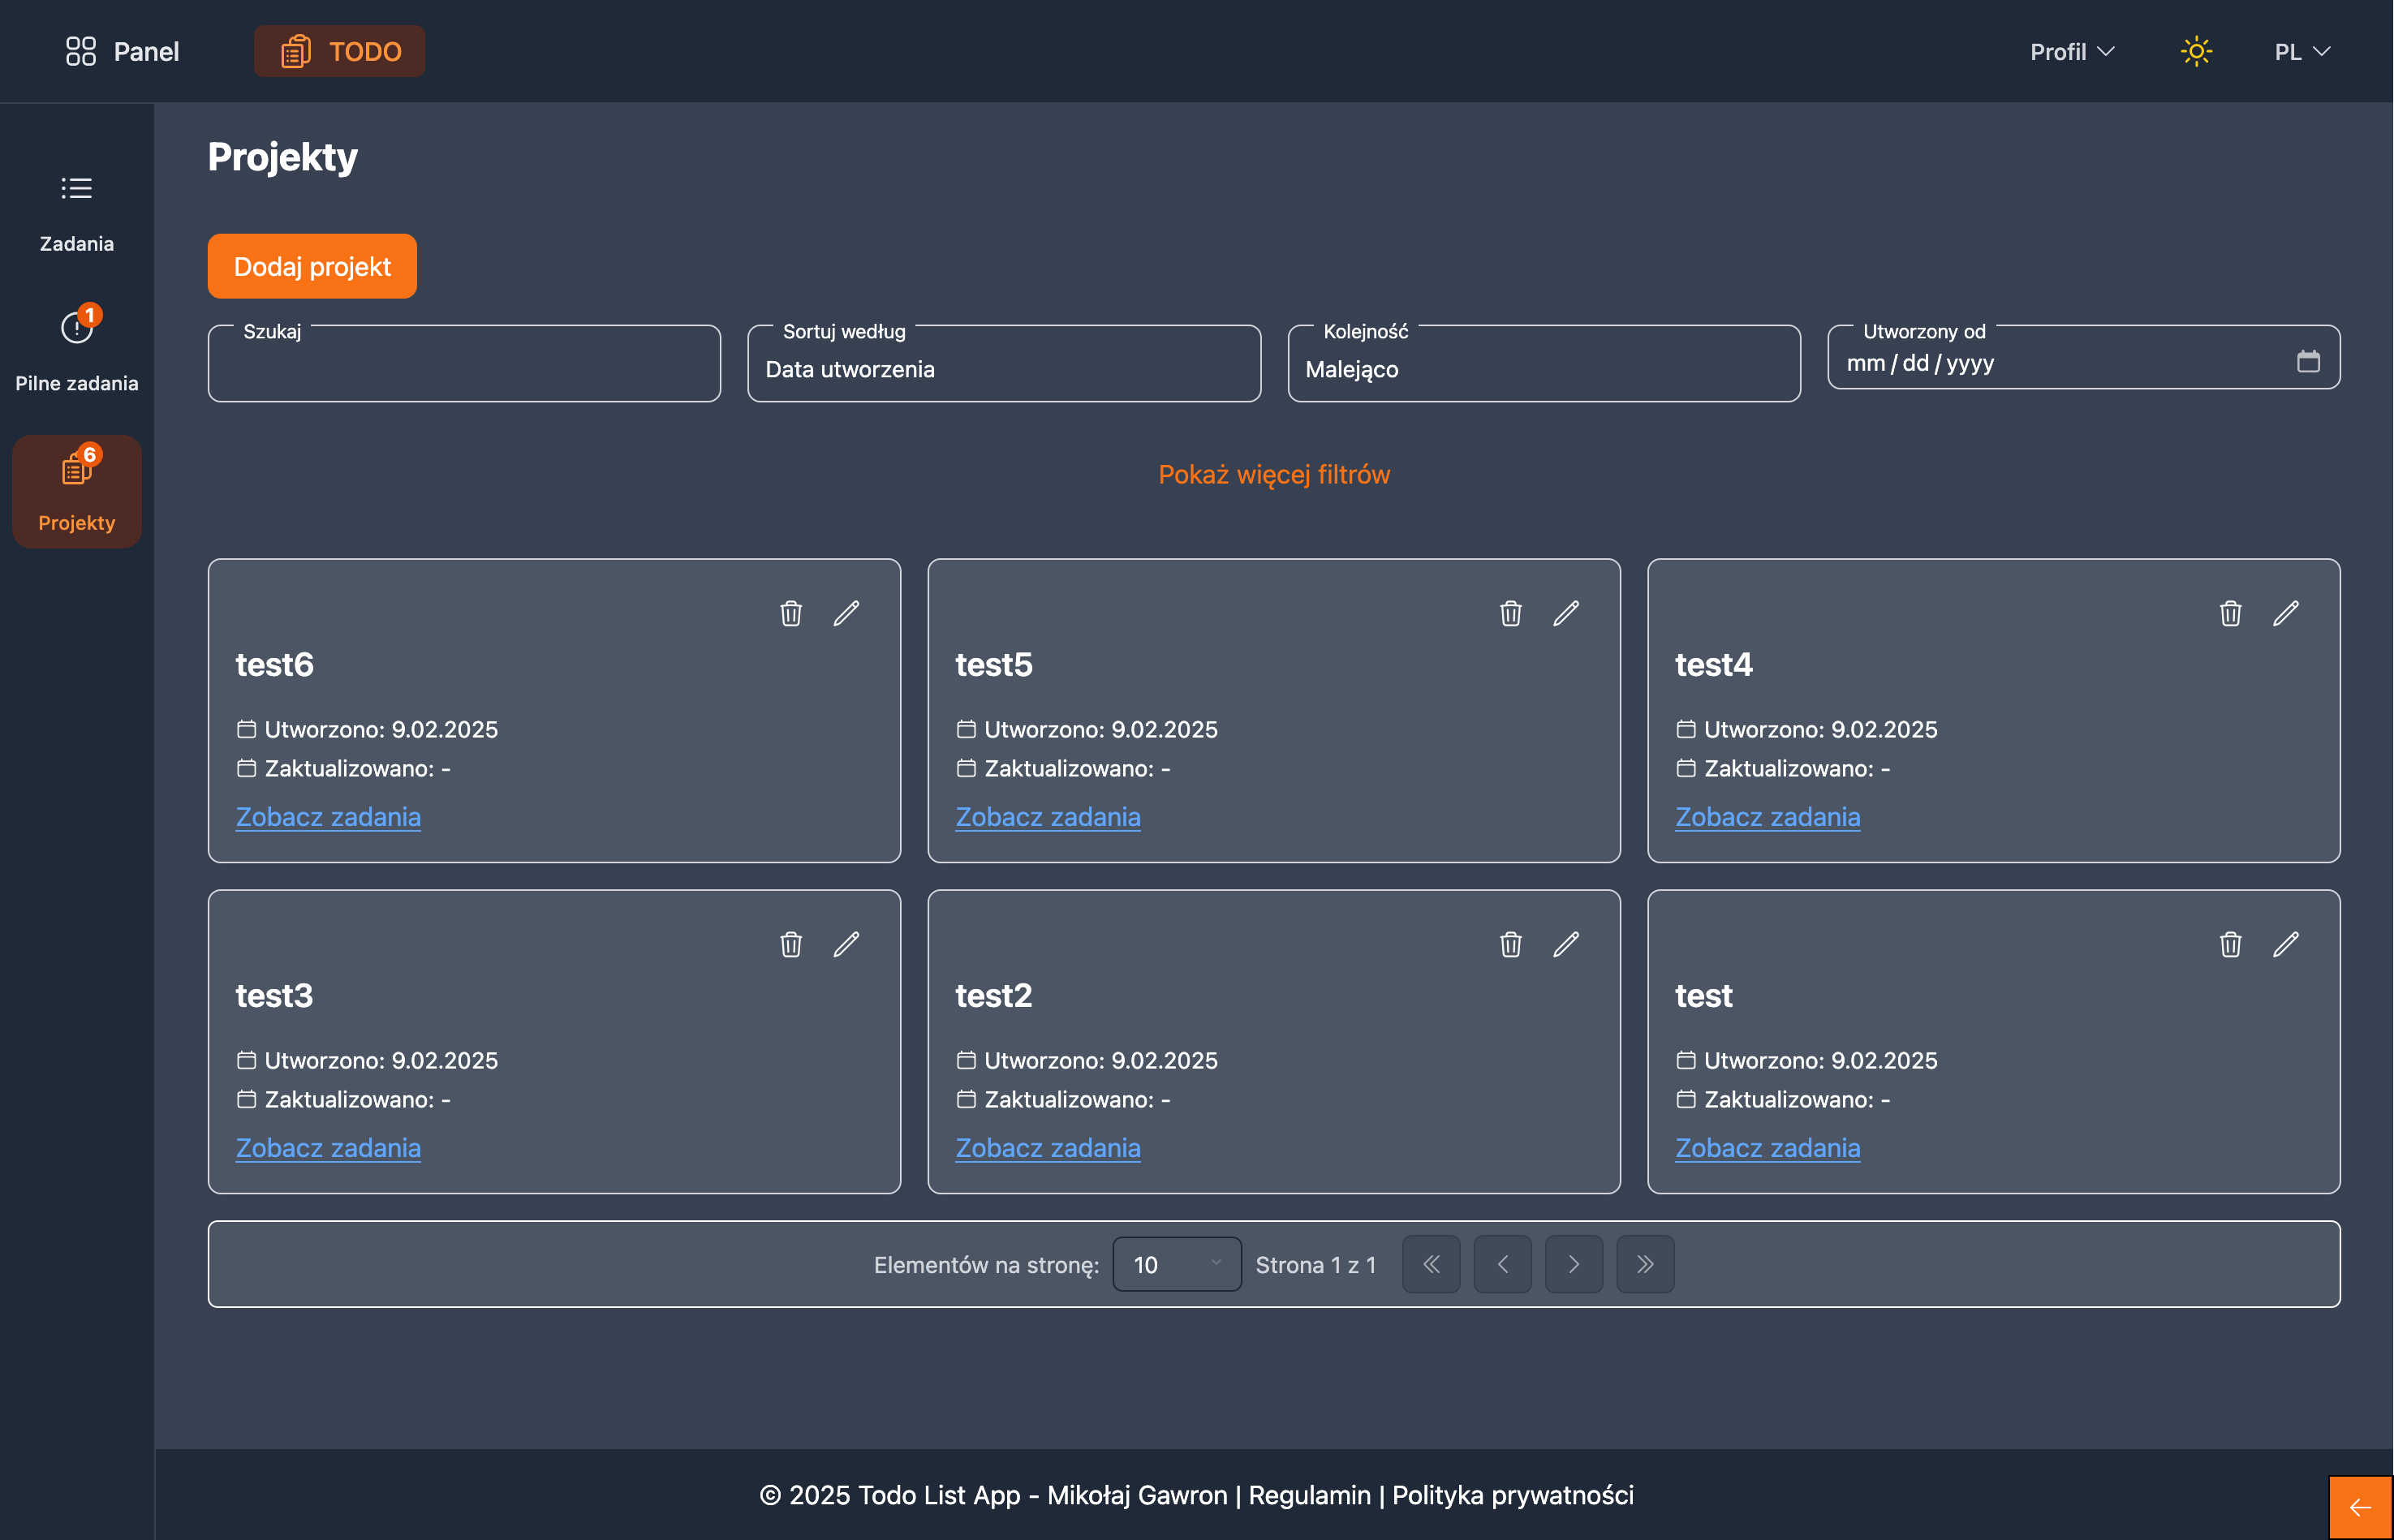 Panel
TODO
Profil
PL
Zadania
1
Pilne zadania
6
Projekty
Projekty
Dodaj projekt
Szukaj
Sortuj według
Data utworzenia
Kolejność
Malejąco
Utworzony od
mm/dd/yyyy
Pokaż więcej filtrów
test6
Utworzono: 9.02.2025
Zaktualizowano: -
Zobacz zadania
test5
Utworzono: 9.02.2025
Zaktualizowano: -
Zobacz zadania
test4
Utworzono: 9.02.2025
Zaktualizowano: -
Zobacz zadania
test3
Utworzono: 9.02.2025
Zaktualizowano: -
Zobacz zadania
test2
Utworzono: 9.02.2025
Zaktualizowano: -
Zobacz zadania
test
Utworzono: 9.02.2025
Zaktualizowano: -
Zobacz zadania
Elementów na stronę: 10 Strona 1 z 1
© 2025 Todo List App - Mikołaj Gawron | Regulamin | Polityka prywatności